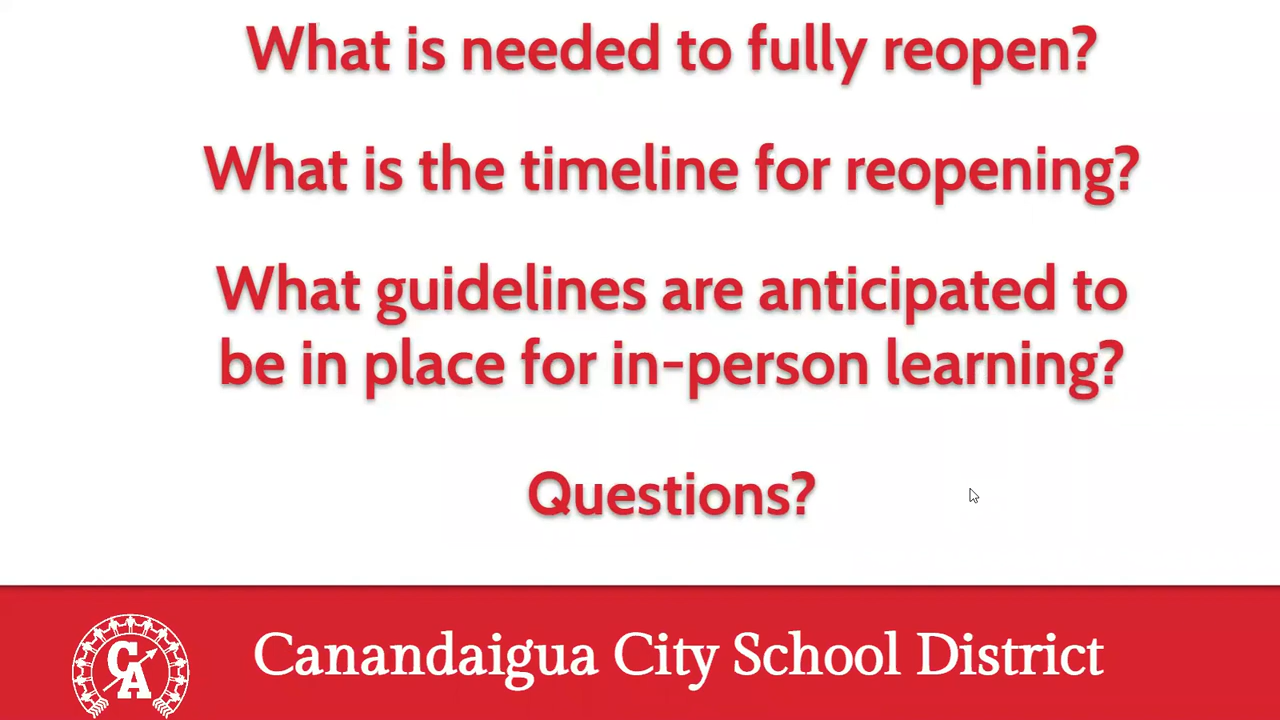 What is needed to fully reopen?
What is the timeline for reopening?
What guidelines are anticipated to
be in place for in-person learning?
Questions?
CA
Canandaigua City School District